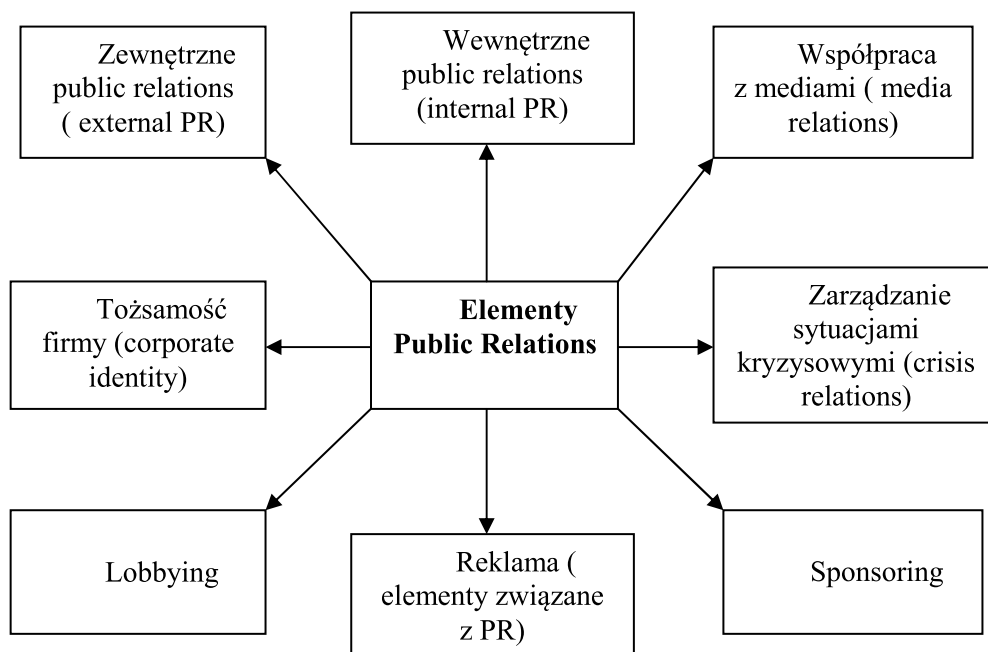 Zewnętrzne
public relations
( external PR)
Wewnętrzne
public relations
(internal PR)
Współpraca
z mediami ( media
relations)
Tożsamość
firmy (corporate
identity)
Elementy
Public Relations
Zarządzanie
sytuacjami
kryzysowymi (crisis
relations)
Lobbying
Reklama (
elementy związane
z PR)
Sponsoring